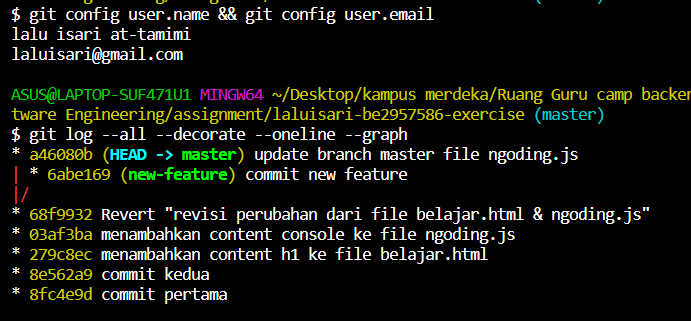 $ git config user.name && git config user.email
lalu isari at-tamimi
laluisari@gmail.com
ASUS@LAPTOP-SUF471U1 MINGW64 ~/Desktop/kampus merdeka/Ruang Guru camp backen
tware Engineering/assignment/laluisari-be2957586-exercise (master)
$ git log --all --decorate --oneline --graph
* a46080b (HEAD -> master) update branch master file ngoding.js
| * 6abe169 (new-feature) commit new feature
|/
* 68f9932 Revert "revisi perubahan dari file belajar.html & ngoding.js"
* 03af3ba menambahkan content console ke file ngoding.js
* 279c8ec menambahkan content h1 ke file belajar.html
* 8e562a9 commit kedua
* 8fc4e9d commit pertama